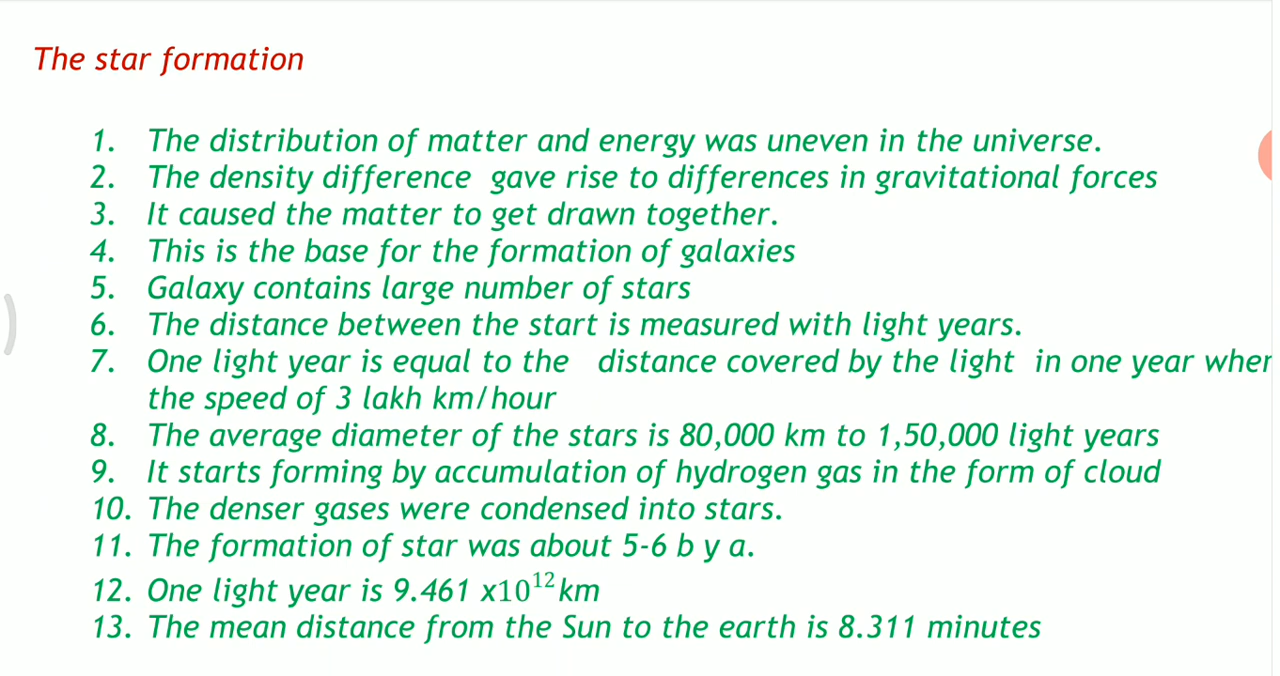 The star formation
1. The distribution of matter and energy was uneven in the universe.
2. The density difference gave rise to differences in gravitational forces
3. It caused the matter to get drawn together.
4. This is the base for the formation of galaxies
5. Galaxy contains large number of stars
6. The distance between the start is measured with light years.
7. One light year is equal to the distance covered by the light in one year
the speed of 3 lakh km/hour
8. The average diameter of the stars is 80,000 km to 1,50,000 light years
9. It starts forming by accumulation of hydrogen gas in the form of cloud
10. The denser gases were condensed into stars.
11. The formation of star was about 5-6 b y a.
12. One light year is 9.461 x10¹² km
13. The mean distance from the Sun to the earth is 8.311 minutes